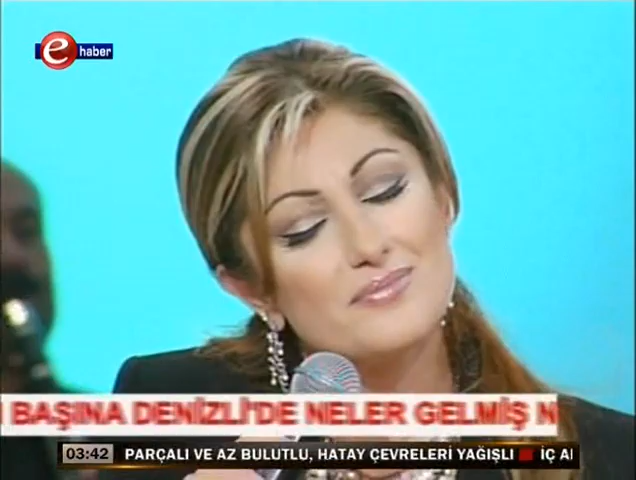 e haber
BAŞINA DENİZLİ'DE NELER GELMİŞ
03:42 PARÇALI VE AZ BULUTLU, HATAY ÇEVRELERİ YAĞIŞLI İÇ